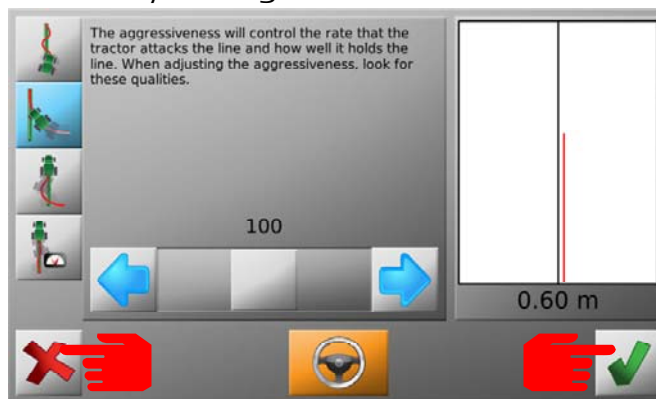 The aggressiveness will control the rate that the
tractor attacks the line and how well it holds the
line. When adjusting the aggressiveness. look for
these qualities.
100
0.60 m